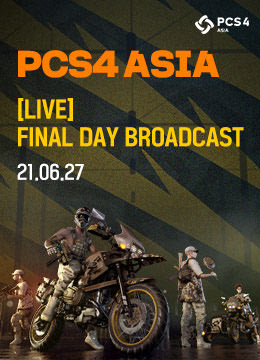 PCS4
ASIA
PCS4 ASIA
[LIVE]
FINAL DAY BROADCAST
21.06.27